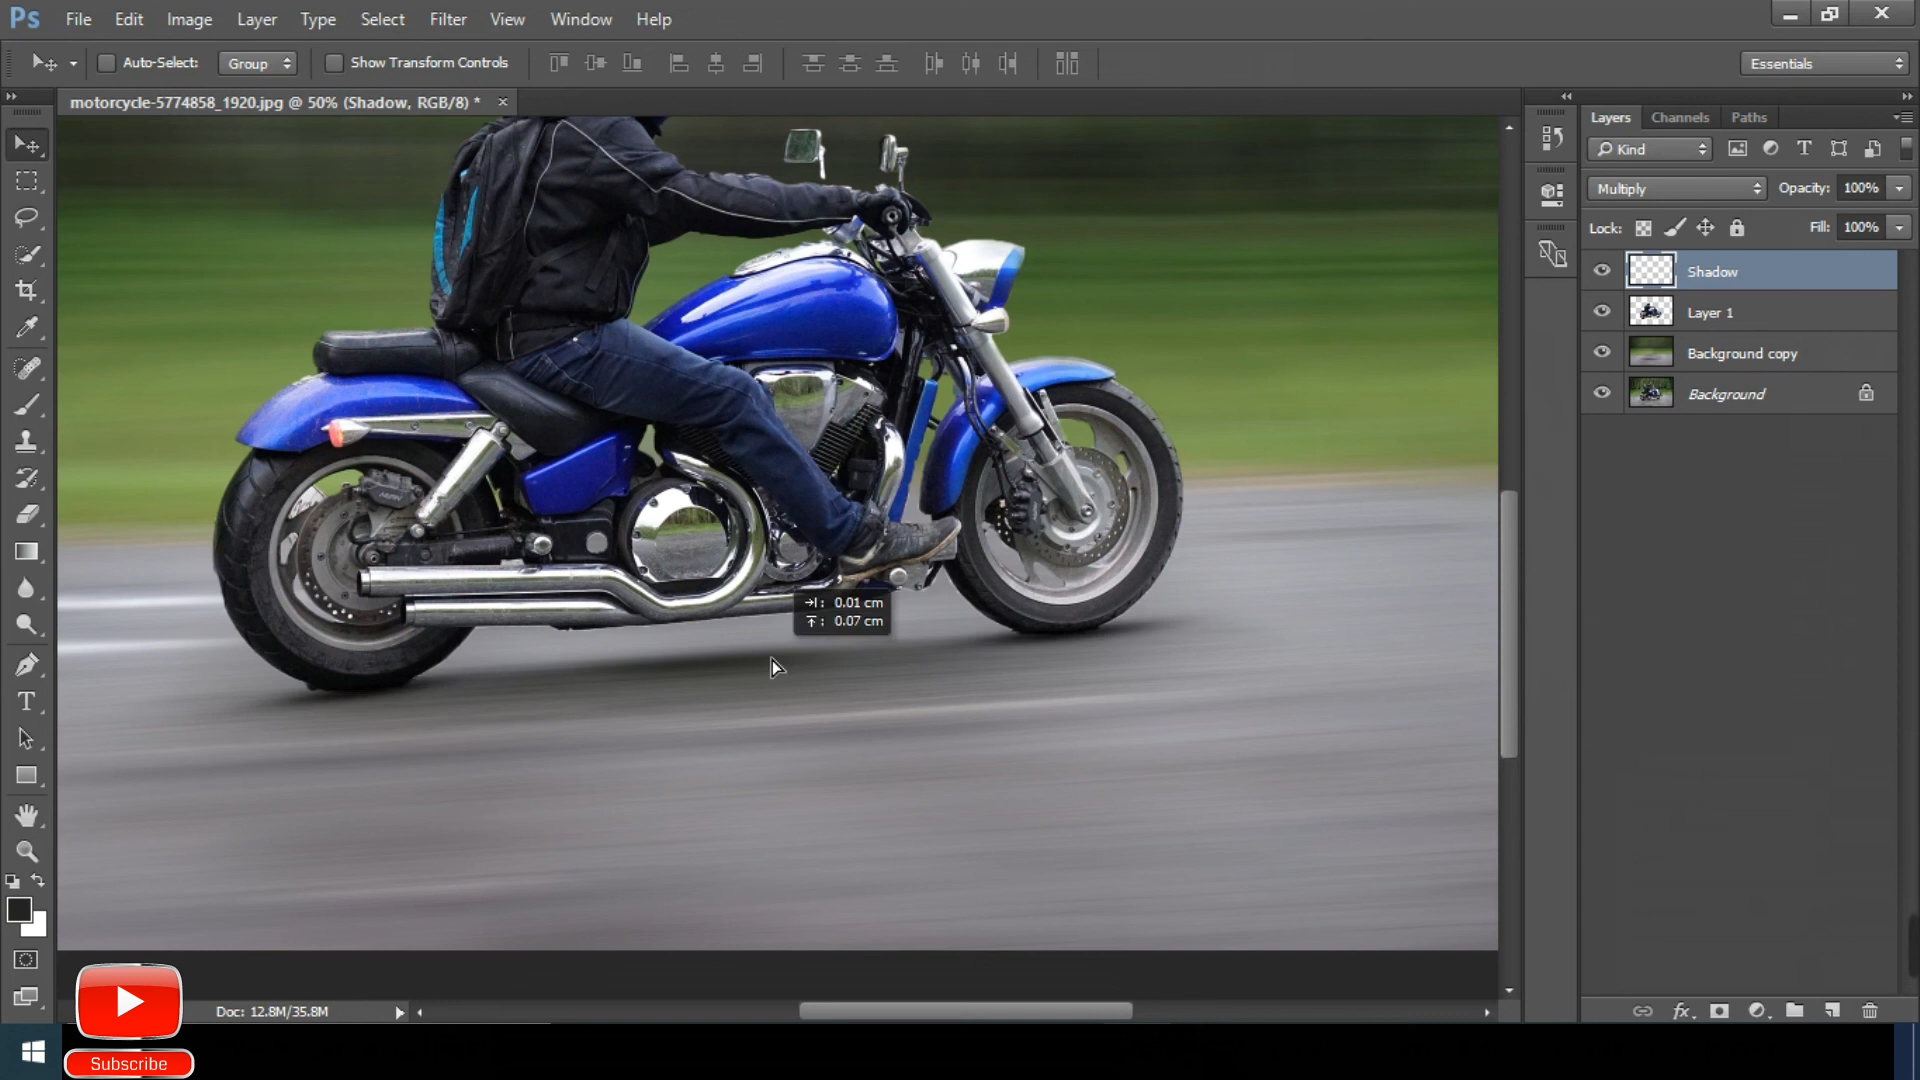 Ps File Edit Image Layer Type Select Filter View Window Help
Auto-Select: Group Show Transform Controls Essentials
motorcycle-5774858_1920.jpg @ 50% (Shadow, RGB/8) * ×
Layers Channels Paths
Kind
Multiply Opacity: 100%
Lock: Fill: 100%
Shadow
Layer 1
Background copy
Background
→|: 0.01 cm
0.07 cm
Doc: 12.8M/35.8M
Subscribe